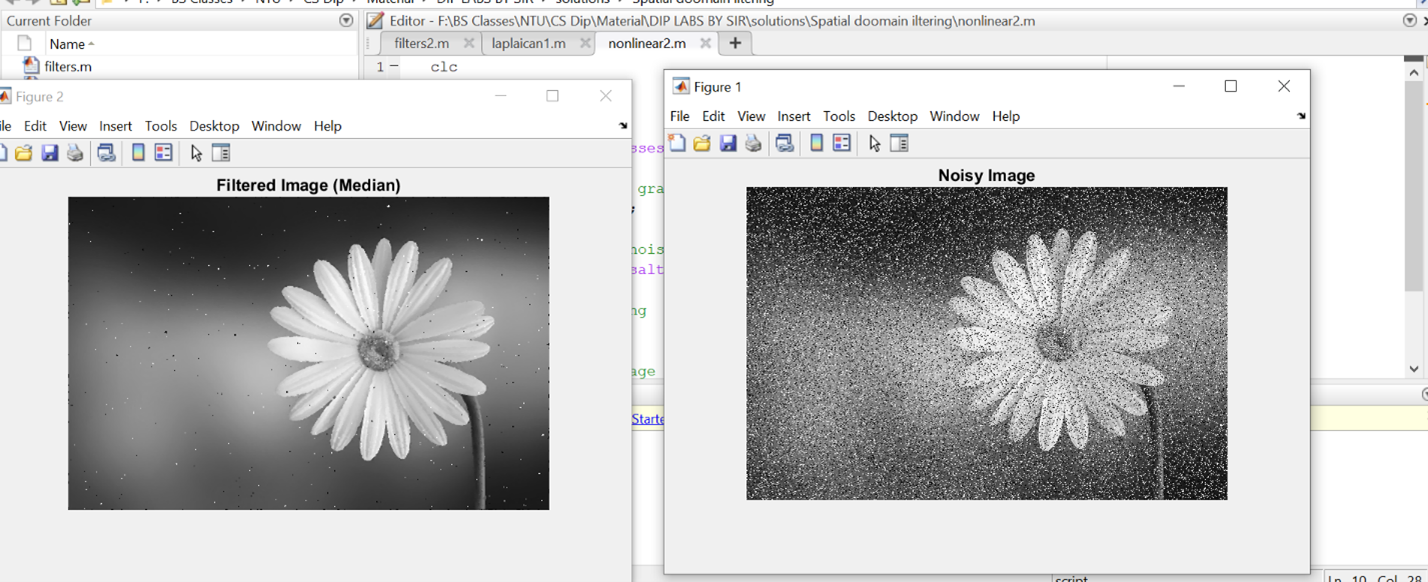 Current Folder
Editor - F:\BS Classes\NTU\CS Dip\Material\DIP LABS BY SIR\solutions\Spatial doomain iltering\nonlinear2.m
Name
filters2.m
laplaican1.m
nonlinear2.m
filters.m
1
clc
Figure 2
Edit View Insert Tools Desktop Window Help
Filtered Image (Median)
Figure 1
File Edit View Insert Tools Desktop Window Help
Noisy Image
sses
gra
;
nois
salt
ng
age
Starte
script
Ln 10 Col 28